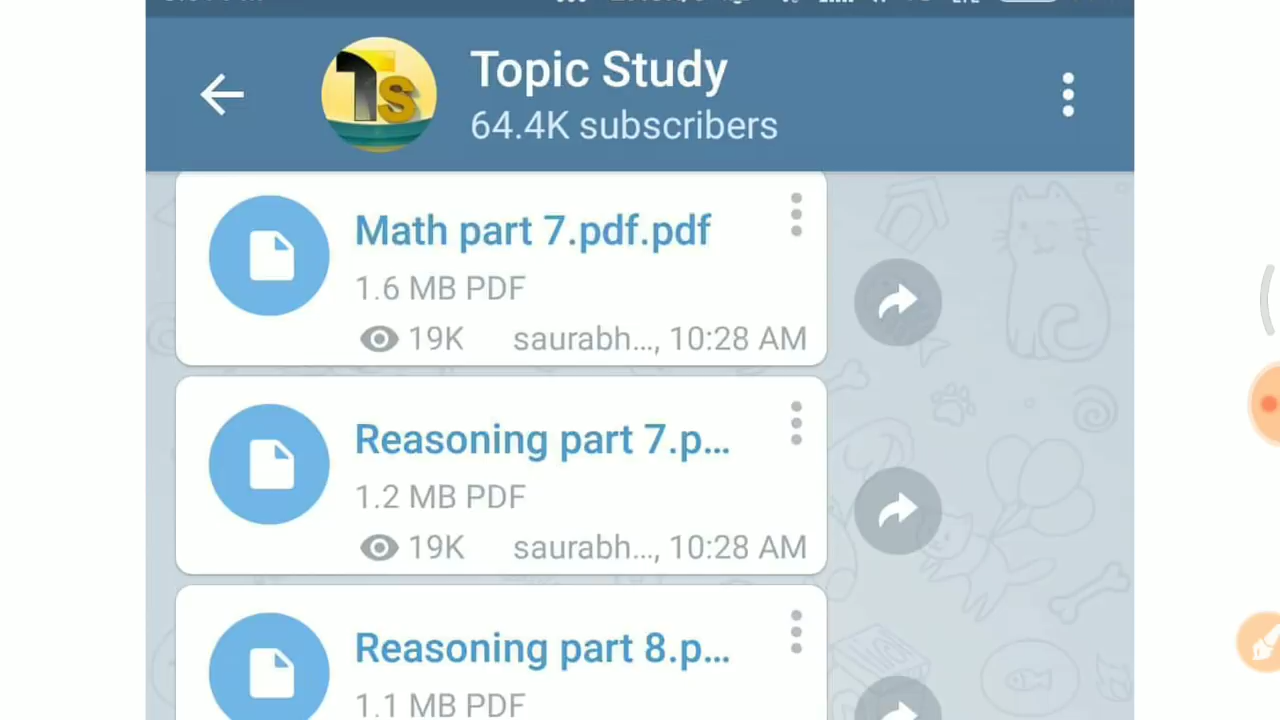 Ts
Topic Study
64.4K subscribers
Math part 7.pdf.pdf
1.6 MB PDF
19K saurabh..., 10:28 AM
Reasoning part 7.p...
1.2 MB PDF
19K saurabh..., 10:28 AM
Reasoning part 8.p...
1.1 MB PDF